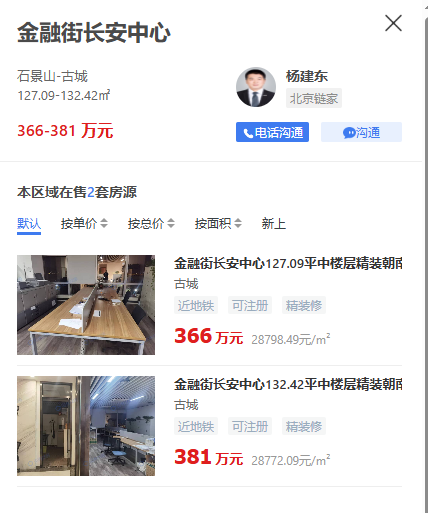 金融街长安中心
石景山-古城
127.09-132.42㎡
366-381 万元
杨建东
北京链家
电话沟通
沟通
本区域在售2套房源
默认 按单价 按总价 按面积 新上
金融街长安中心127.09平中楼层精装朝南
古城
近地铁 可注册 精装修
366 万元 28798.49元/m²
金融街长安中心132.42平中楼层精装朝南
古城
近地铁 可注册 精装修
381 万元 28772.09元/m²